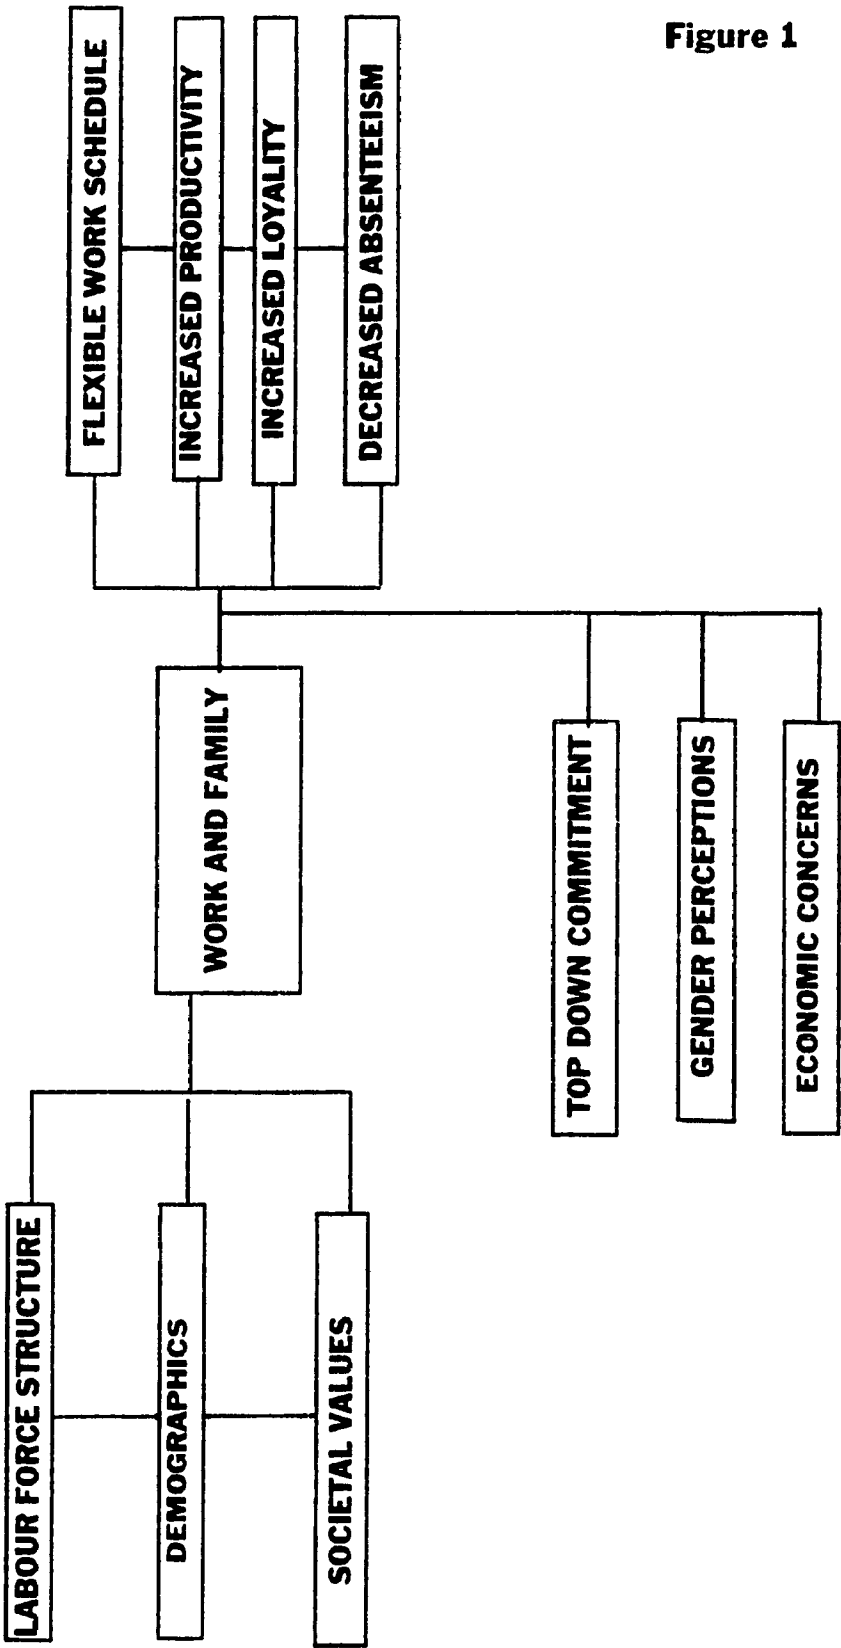 Figure 1
LABOUR FORCE STRUCTURE
DEMOGRAPHICS
SOCIETAL VALUES
WORK AND FAMILY
FLEXIBLE WORK SCHEDULE
INCREASED PRODUCTIVITY
INCREASED LOYALITY
DECREASED ABSENTEEISM
TOP DOWN COMMITMENT
GENDER PERCEPTIONS
ECONOMIC CONCERNS